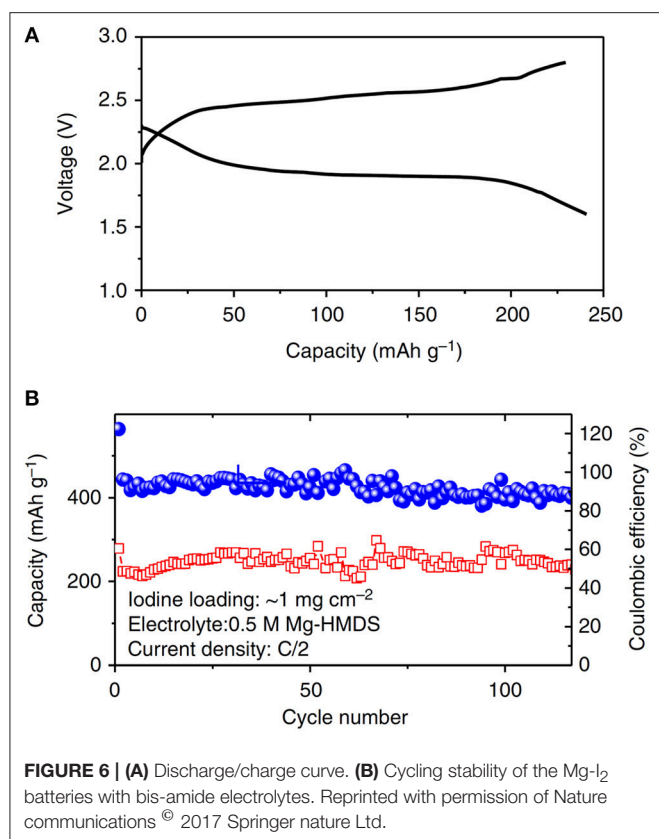 A
3.0
2.5
2.0
1.5
1.0
Voltage (V)
0 50 100 150 200 250
Capacity (mAh g⁻¹)
B
400
200
0
Capacity (mAh g⁻¹)
120
100
80
60
40
20
0
Coulombic efficiency (%)
Iodine loading: ~1 mg cm⁻²
Electrolyte:0.5 M Mg-HMDS
Current density: C/2
0 50 100
Cycle number
FIGURE 6 | (A) Discharge/charge curve. (B) Cycling stability of the Mg-I₂
batteries with bis-amide electrolytes. Reprinted with permission of Nature
communications © 2017 Springer nature Ltd.